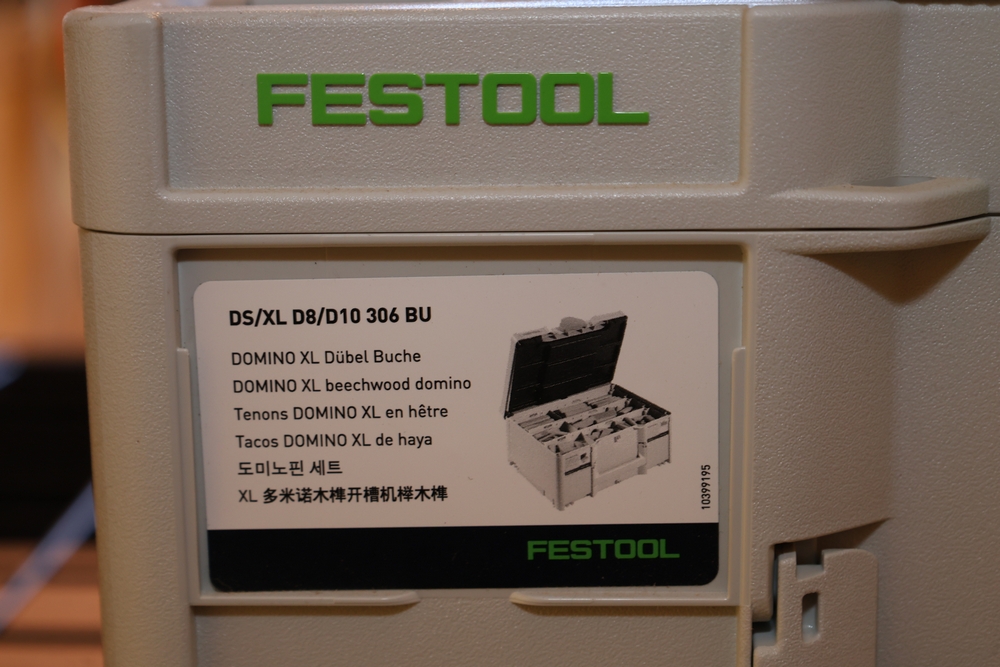 FESTOOL
DS/XL D8/D10 306 BU
DOMINO XL Dübel Buche
DOMINO XL beechwood domino
Tenons DOMINO XL en hêtre
Tacos DOMINO XL de haya
도미노핀 세트
XL 多米诺木榫开槽机榉木榫
10399195
FESTOOL